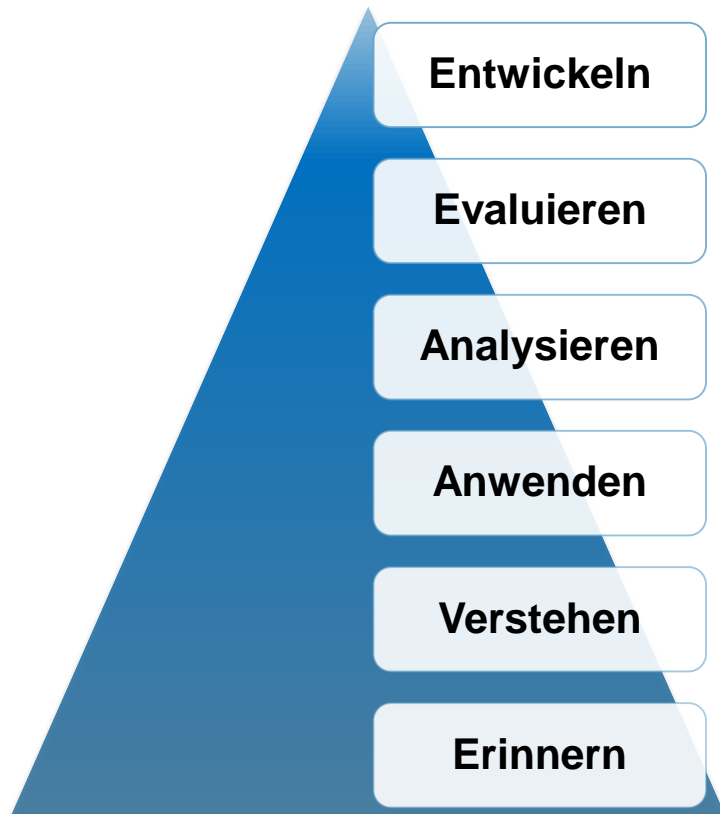 Entwickeln
Evaluieren
Analysieren
Anwenden
Verstehen
Erinnern